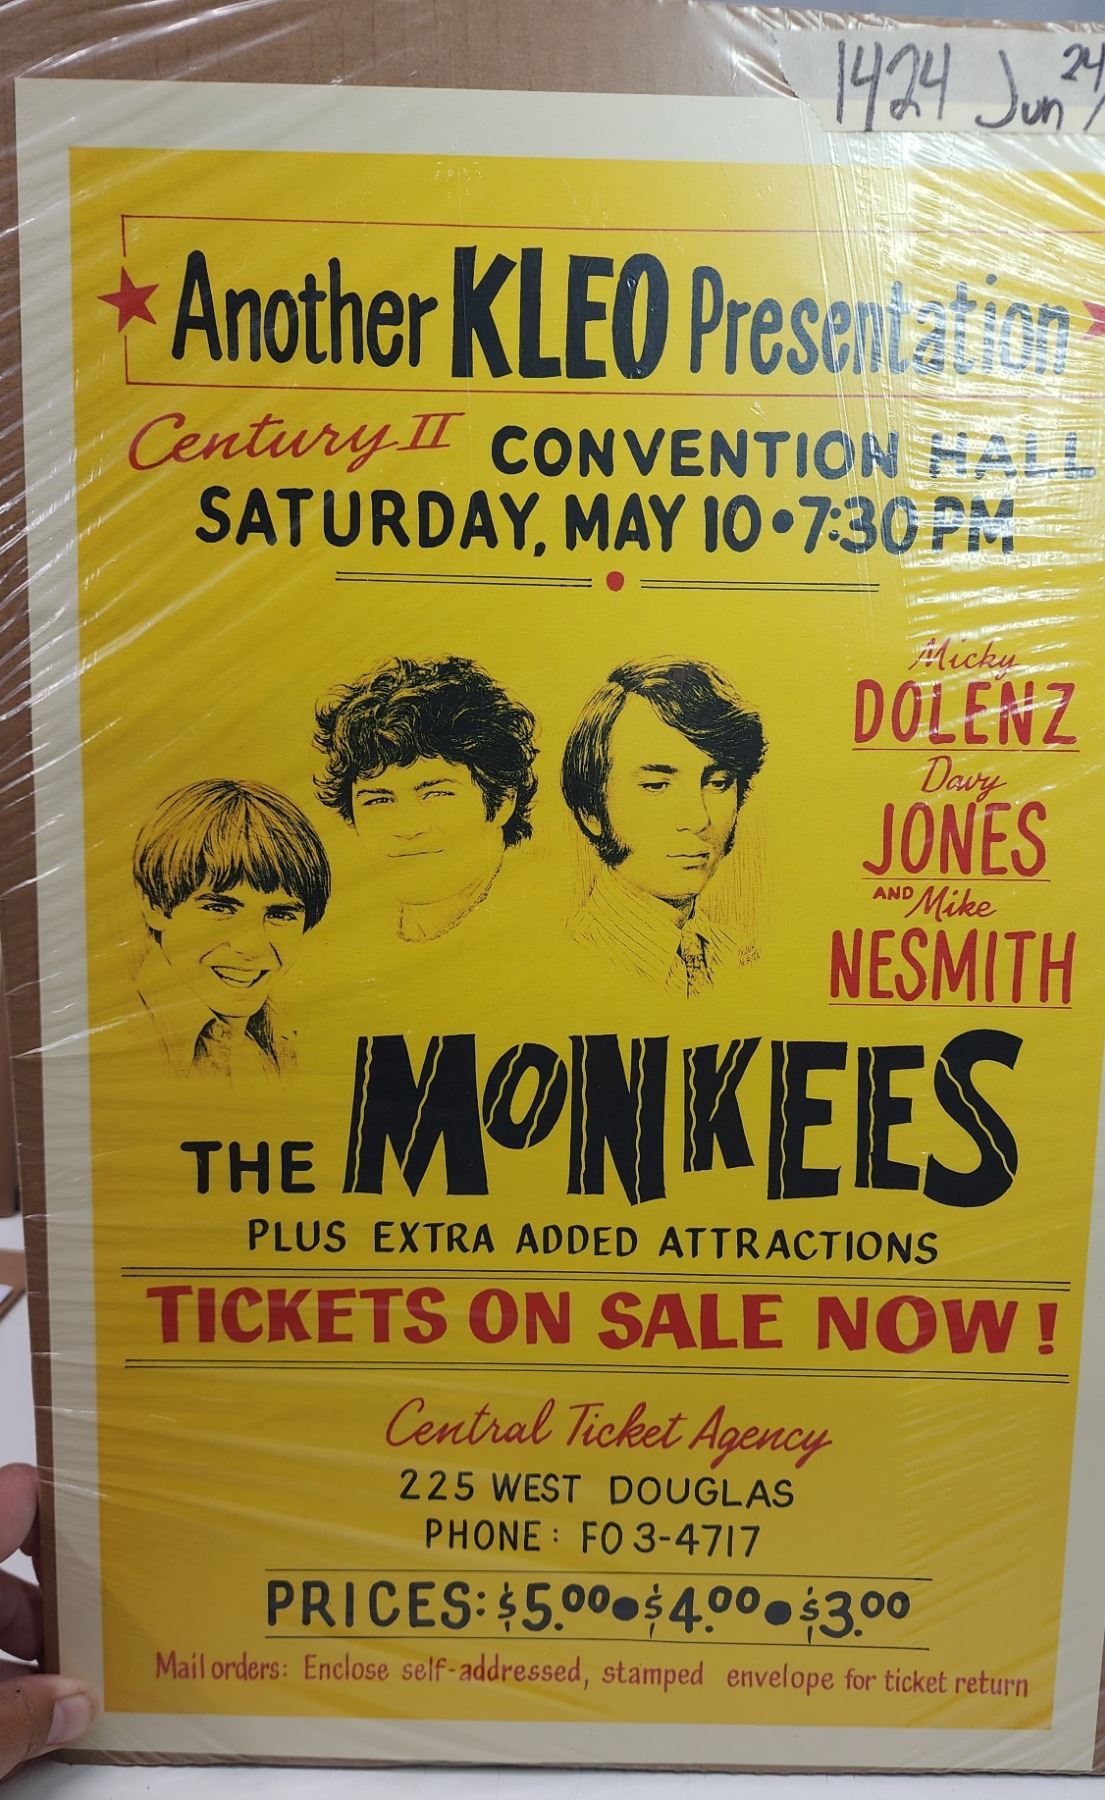 1424 Jun 24/
Another KLEO Presentation
Century II CONVENTION HALL
SATURDAY, MAY 10 • 7:30 PM
Micky
DOLENZ
Davy
JONES
AND Mike
NESMITH
THE MONKEES
PLUS EXTRA ADDED ATTRACTIONS
TICKETS ON SALE NOW!
Central Ticket Agency
225 WEST DOUGLAS
PHONE: FO 3-4717
PRICES: $5.00 • $4.00 • $3.00
Mail orders: Enclose self-addressed, stamped envelope for ticket return